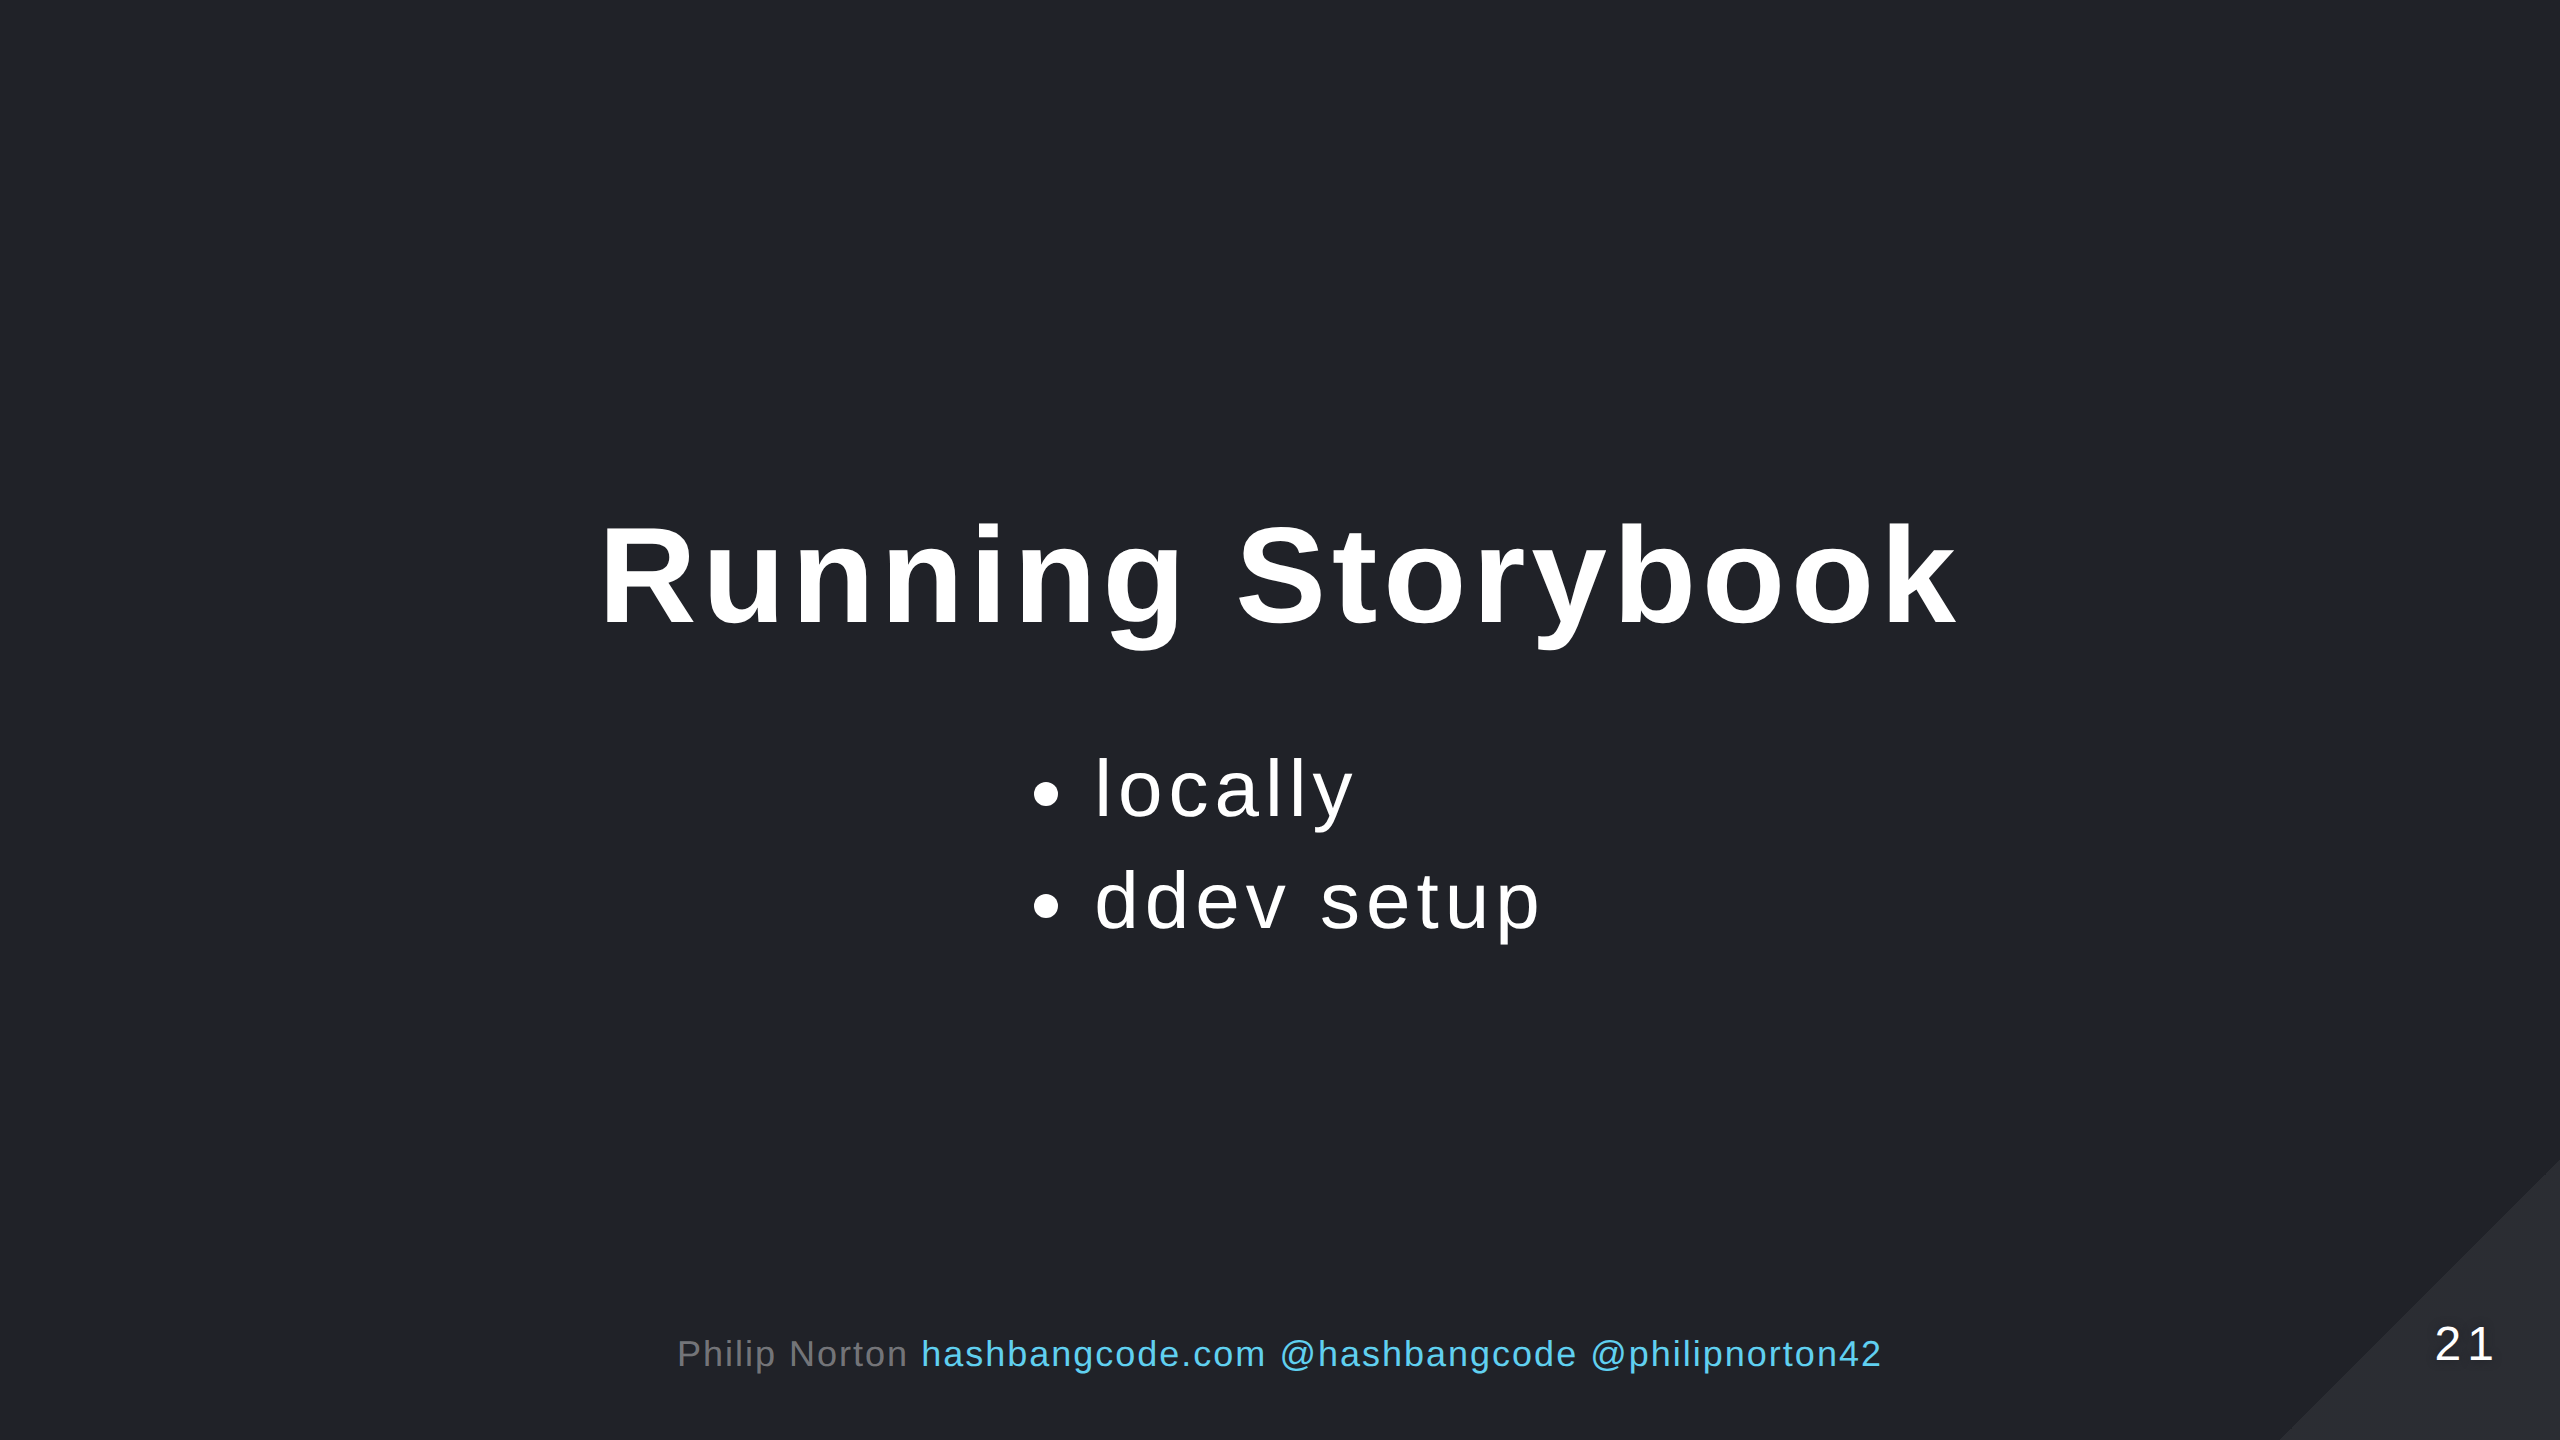 Running Storybook
• locally
• ddev setup
Philip Norton hashbangcode.com @hashbangcode @philipnorton42
21